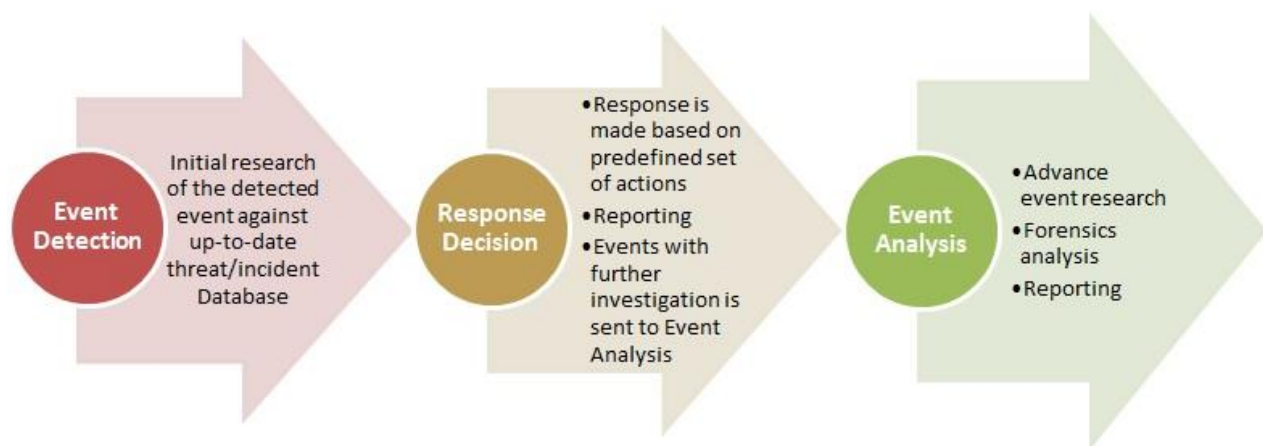 Event
Detection
Initial research
of the detected
event against
up-to-date
threat/incident
Database
Response
Decision
•Response is
made based on
predefined set
of actions
•Reporting
•Events with
further
investigation is
sent to Event
Analysis
Event
Analysis
•Advance
event research
•Forensics
analysis
•Reporting